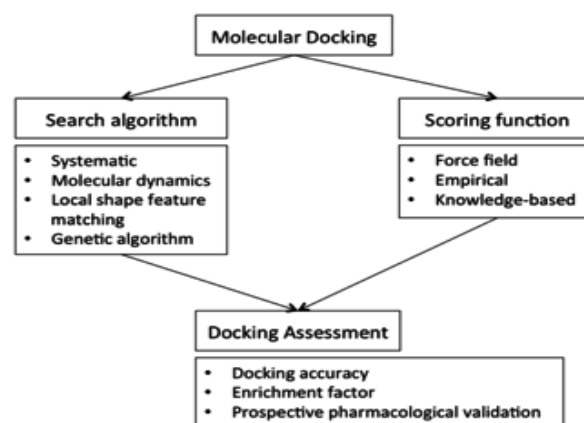 Molecular Docking
Search algorithm
• Systematic
• Molecular dynamics
• Local shape feature
matching
• Genetic algorithm
Scoring function
• Force field
• Empirical
• Knowledge-based
Docking Assessment
• Docking accuracy
• Enrichment factor
• Prospective pharmacological validation